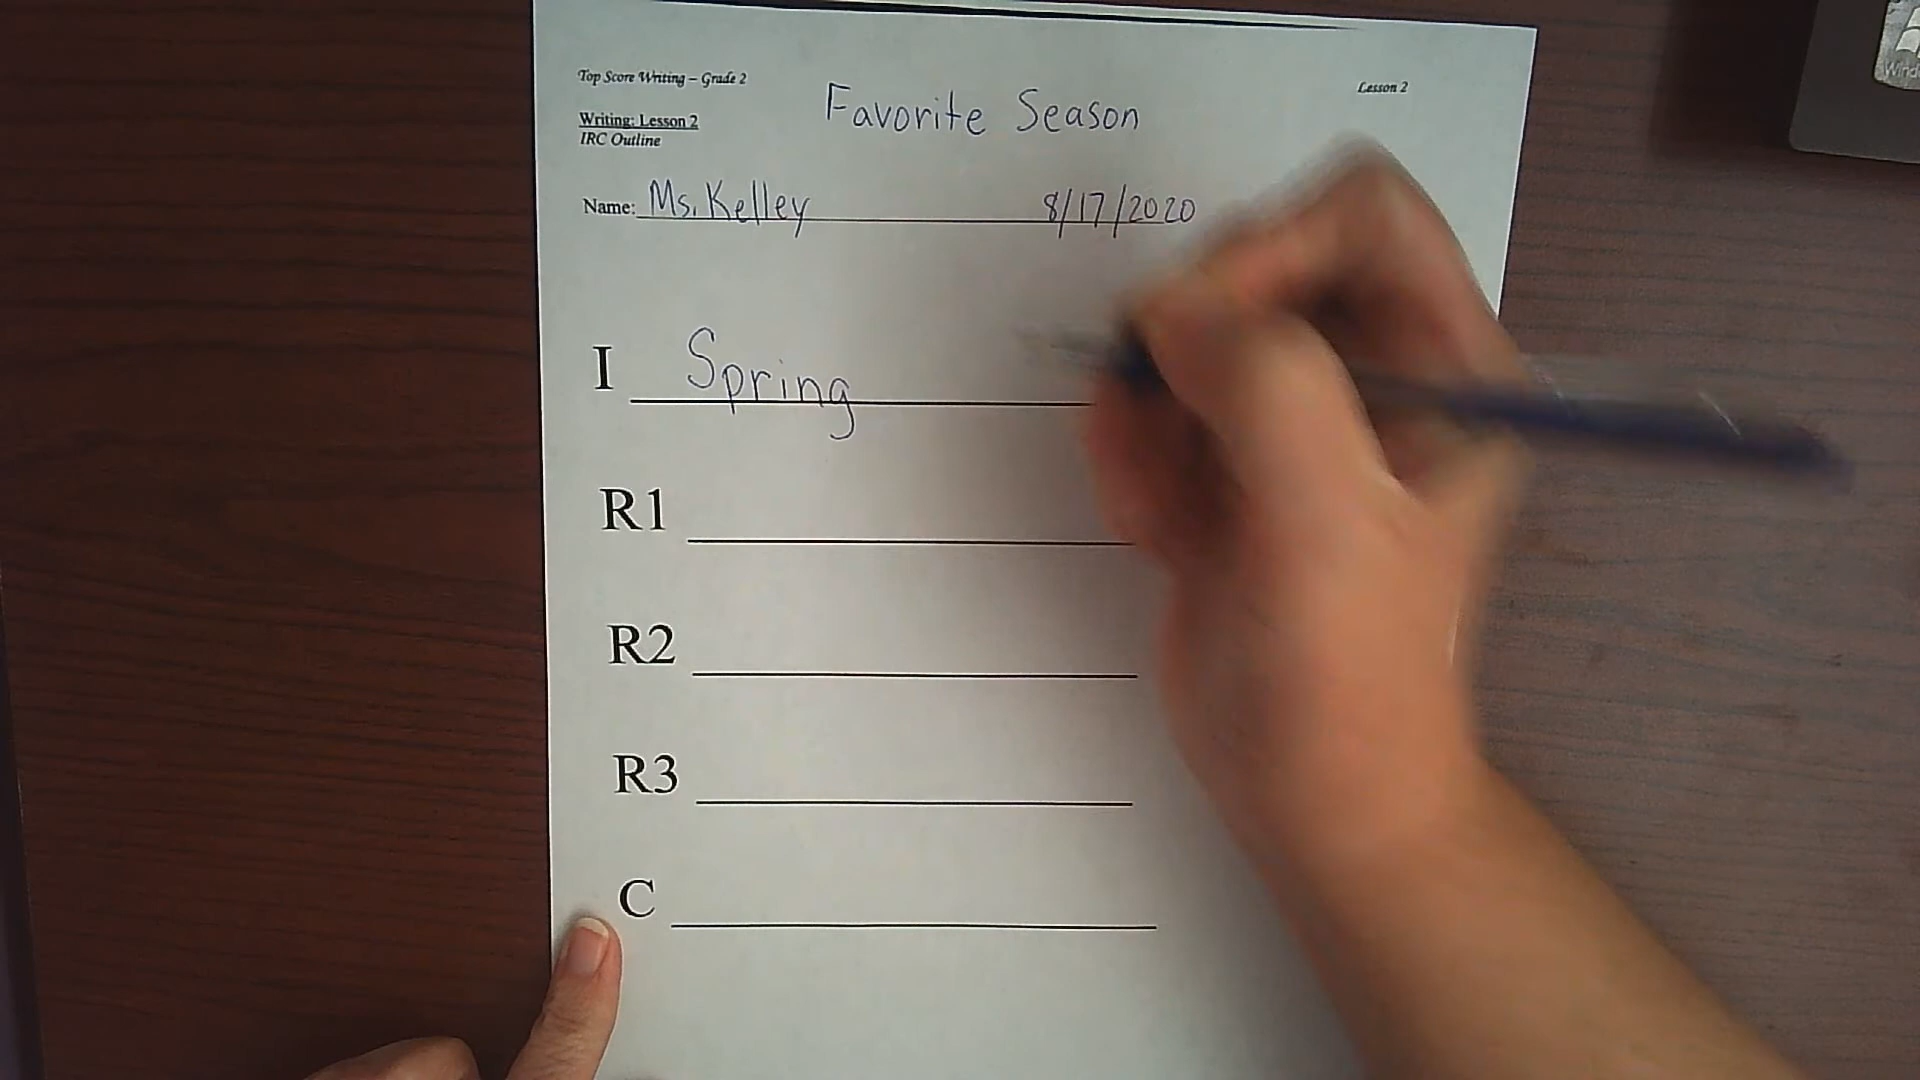 Top Score Writing – Grade 2
Lesson 2
Favorite Season
Writing: Lesson 2
IRC Outline
Name: Ms. Kelley 8/17/2020
I Spring
R1
R2
R3
C